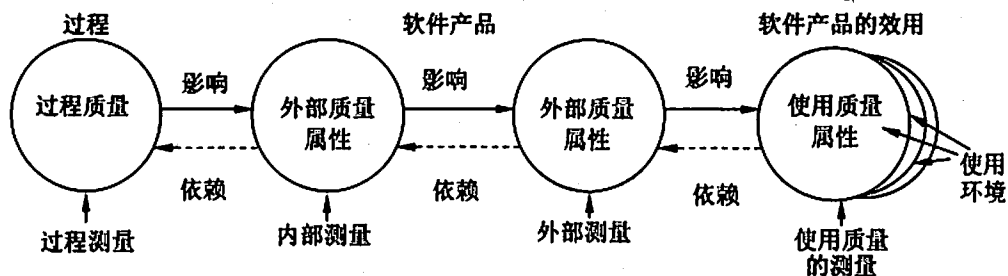 过程
软件产品
软件产品的效用
过程质量
影响
外部质量
属性
影响
外部质量
属性
影响
使用质量
属性
依赖
依赖
依赖
使用
环境
过程测量
内部测量
外部测量
使用质量
的测量